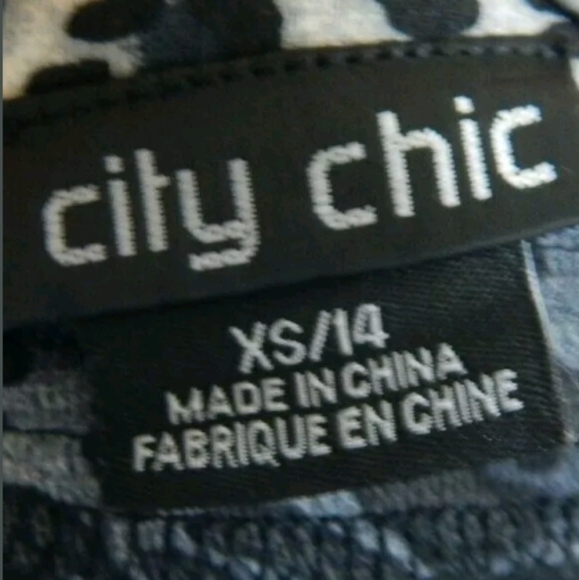 city chic
XS/14
MADE IN CHINA
FABRIQUE EN CHINE